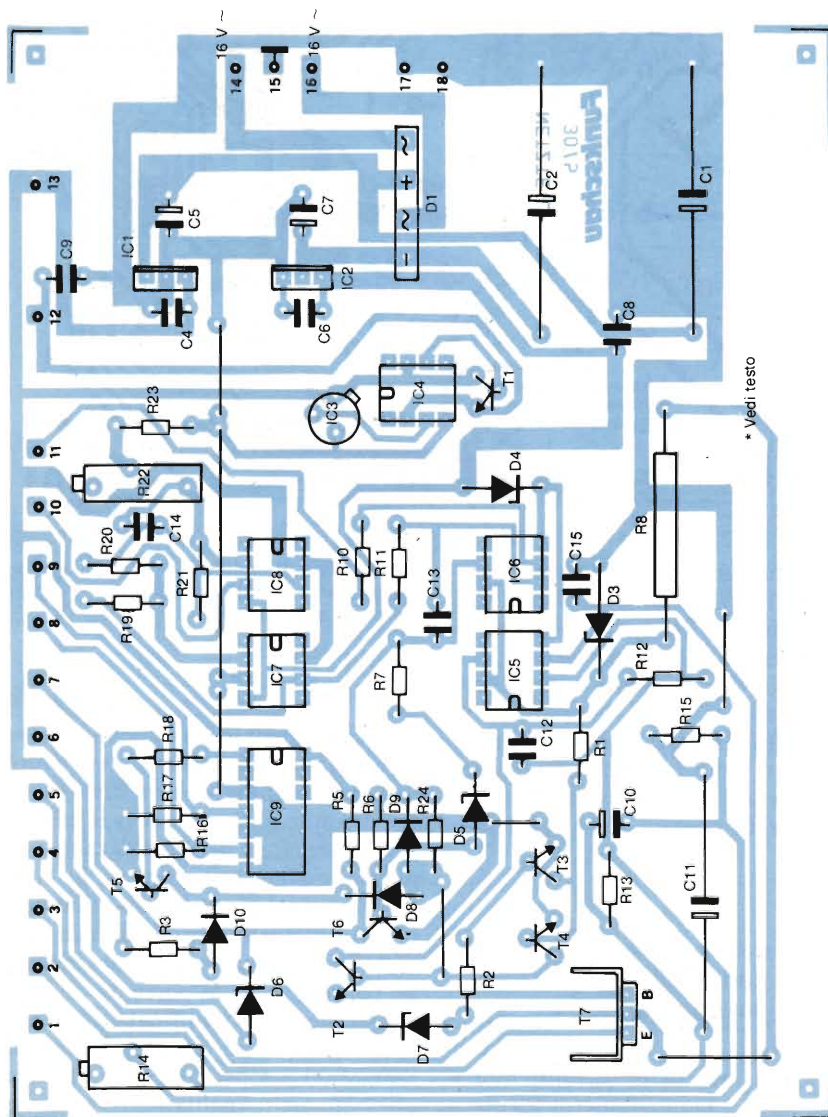 16 V ~
16 V ~
14
15
16
17
18
13
12
11
10
9
8
7
6
5
4
3
2
1
C9
IC1
C5
C7
C4
IC2
C6
D1
~ + ~ −
C2
C1
C8
Funkschau
30/5
IC3
IC4
T1
R23
R22
C14
R20
R19
R21
IC8
IC7
R10
R11
D4
C13
IC6
IC5
C15
D3
R8
* Vedi testo
R7
R12
R15
R18
R17
R16
IC9
R5
R6
D9
R24
D5
C12
R1
C10
T5
R3
D10
D6
T6
D8
T2
D7
R2
T3
T4
R13
C11
T7
B
E
R14